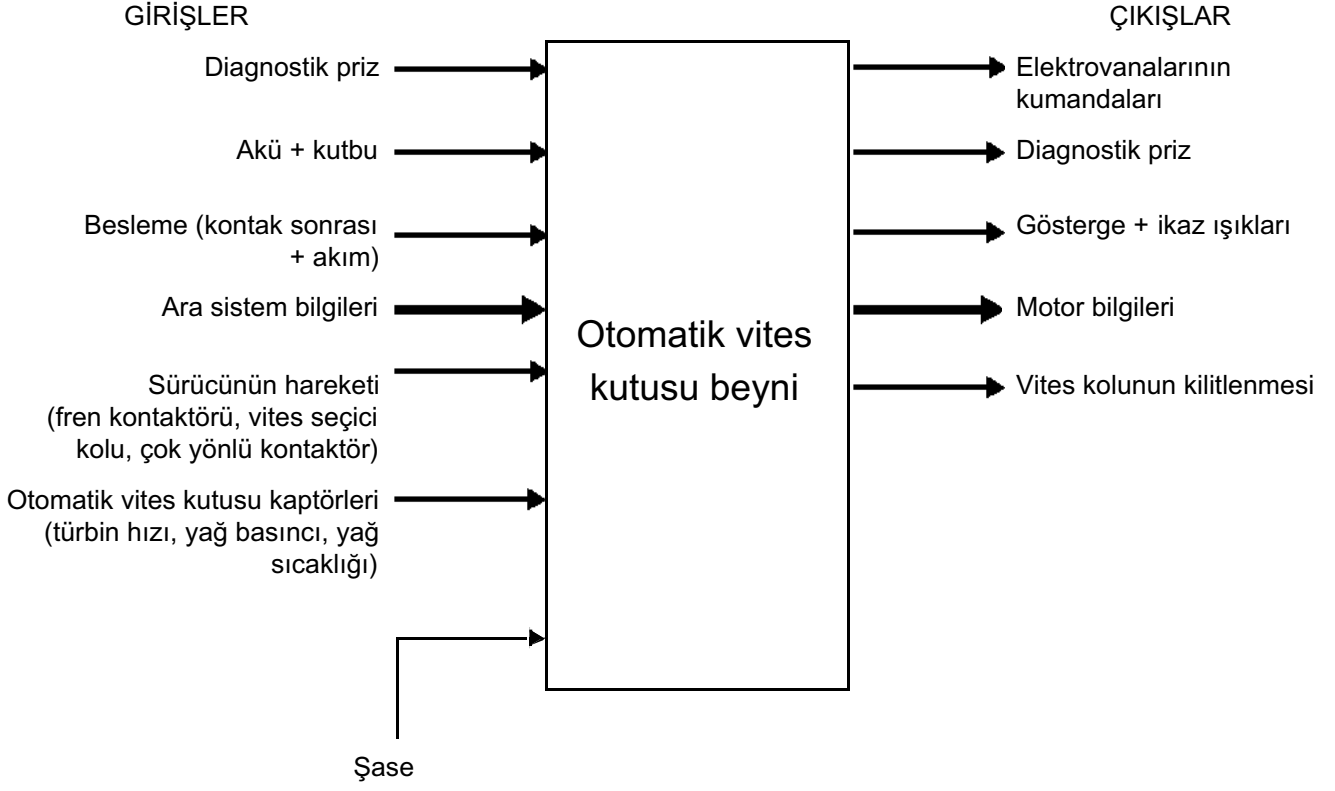 GİRİŞLER
ÇIKIŞLAR
Diagnostik priz
Akü + kutbu
Besleme (kontak sonrası
+ akım)
Ara sistem bilgileri
Sürücünün hareketi
(fren kontaktörü, vites seçici
kolu, çok yönlü kontaktör)
Otomatik vites kutusu kaptörleri
(türbin hızı, yağ basıncı, yağ
sıcaklığı)
Şase
Otomatik vites
kutusu beyni
Elektrovanalarının
kumandaları
Diagnostik priz
Gösterge + ikaz ışıkları
Motor bilgileri
Vites kolunun kilitlenmesi